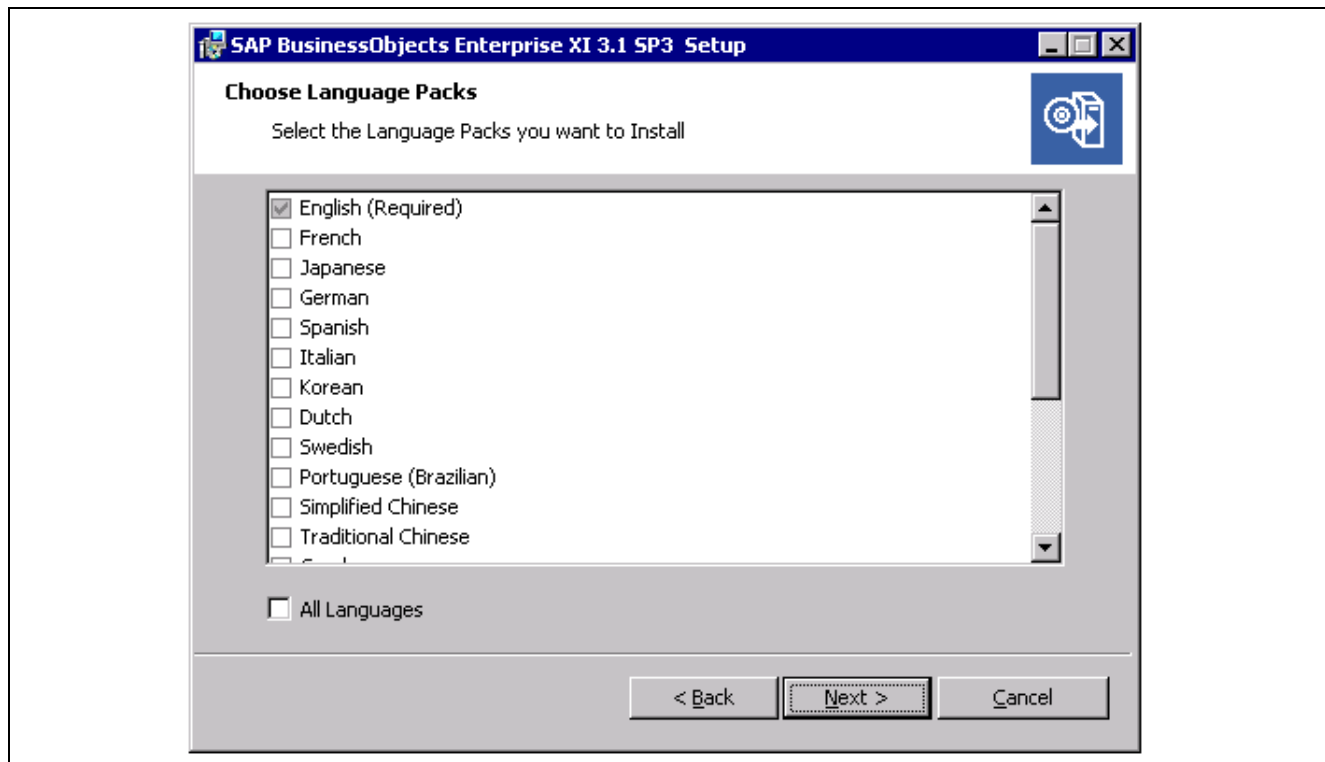 SAP BusinessObjects Enterprise XI 3.1 SP3 Setup
Choose Language Packs
Select the Language Packs you want to Install
English (Required)
French
Japanese
German
Spanish
Italian
Korean
Dutch
Swedish
Portuguese (Brazilian)
Simplified Chinese
Traditional Chinese
All Languages
< Back Next > Cancel